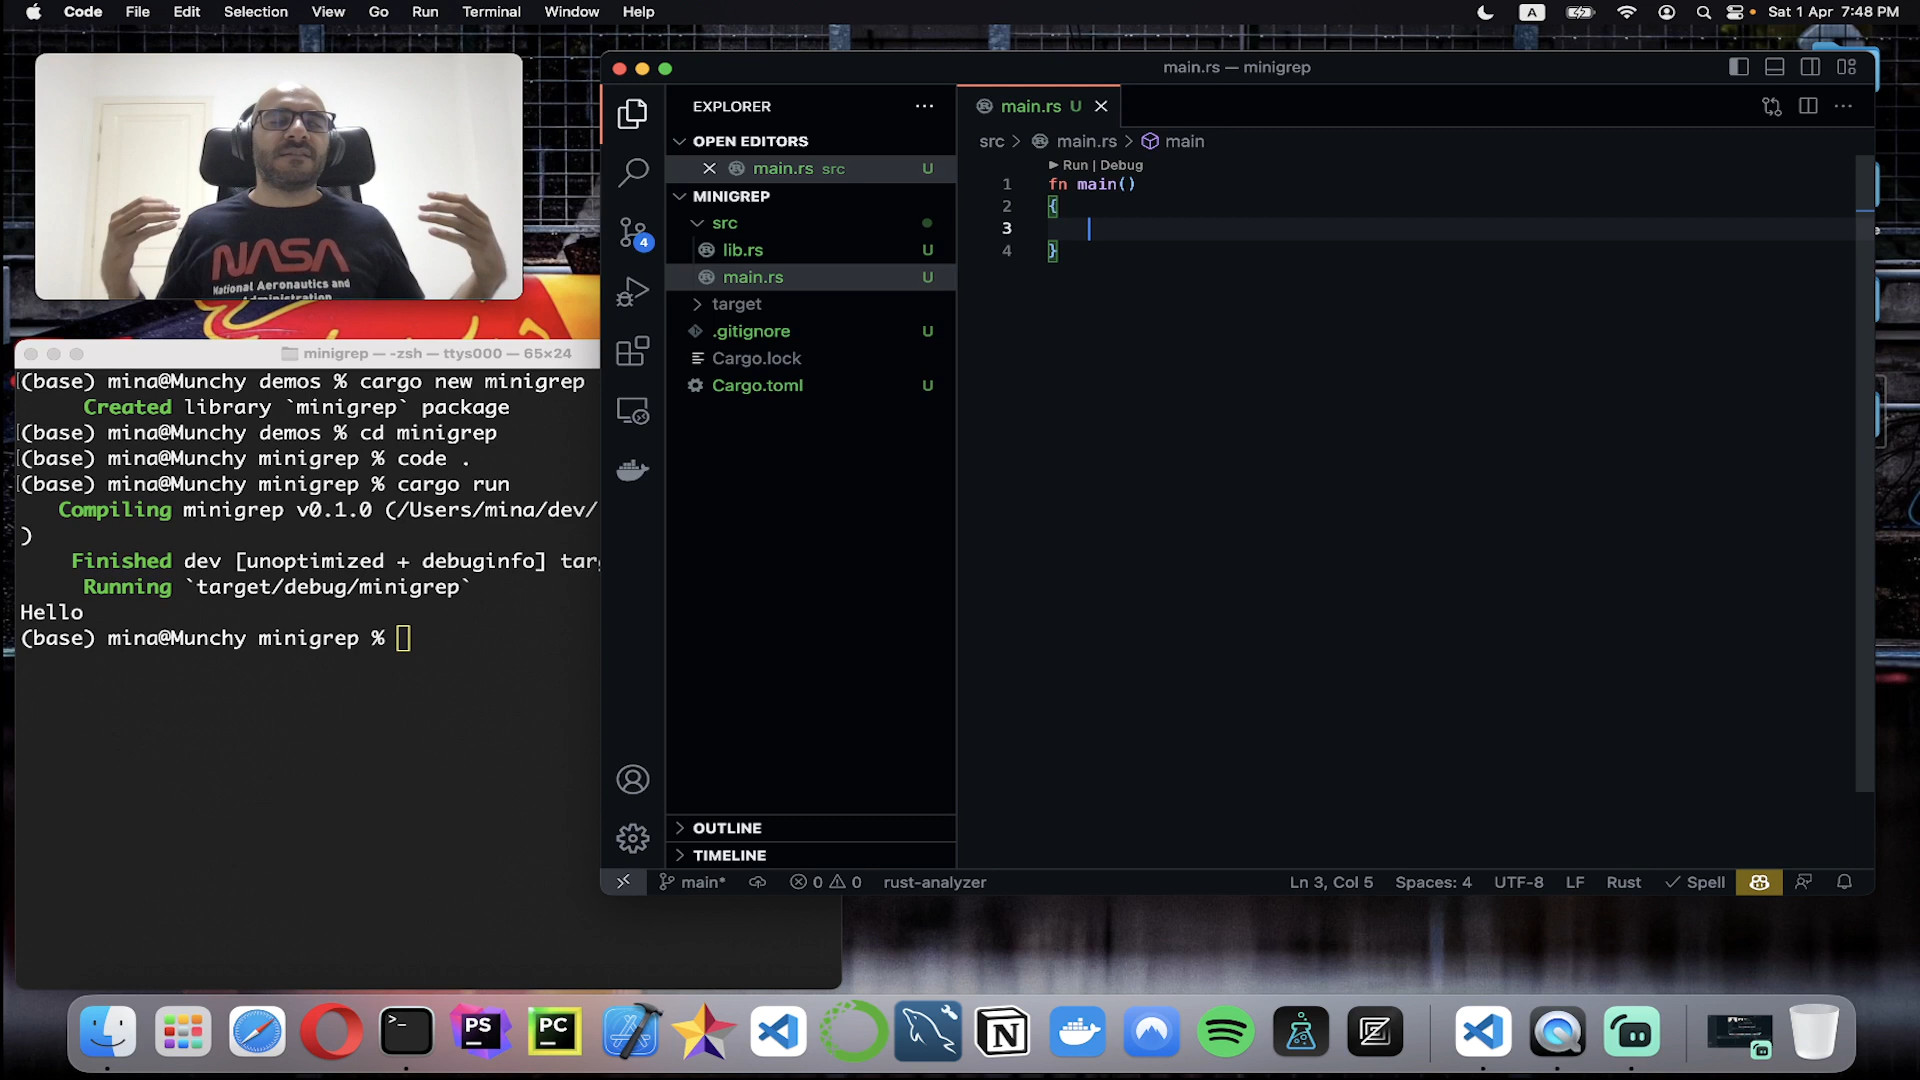 Code File Edit Selection View Go Run Terminal Window Help
A
Sat 1 Apr 7:48 PM
NASA
National Aeronautics and
Administration
minigrep — -zsh — ttys000 — 65×24
(base) mina@Munchy demos % cargo new minigrep
Created library `minigrep` package
(base) mina@Munchy demos % cd minigrep
(base) mina@Munchy minigrep % code .
(base) mina@Munchy minigrep % cargo run
Compiling minigrep v0.1.0 (/Users/mina/dev/
)
Finished dev [unoptimized + debuginfo] targ
Running `target/debug/minigrep`
Hello
(base) mina@Munchy minigrep %
main.rs — minigrep
EXPLORER
OPEN EDITORS
main.rs src U
MINIGREP
src
lib.rs U
main.rs U
target
.gitignore U
Cargo.lock
Cargo.toml U
OUTLINE
TIMELINE
4
main.rs U
src > main.rs > main
Run | Debug
1 fn main()
2 {
3
4 }
main* 0 0 rust-analyzer
Ln 3, Col 5 Spaces: 4 UTF-8 LF Rust Spell
>_
PS
PC
N